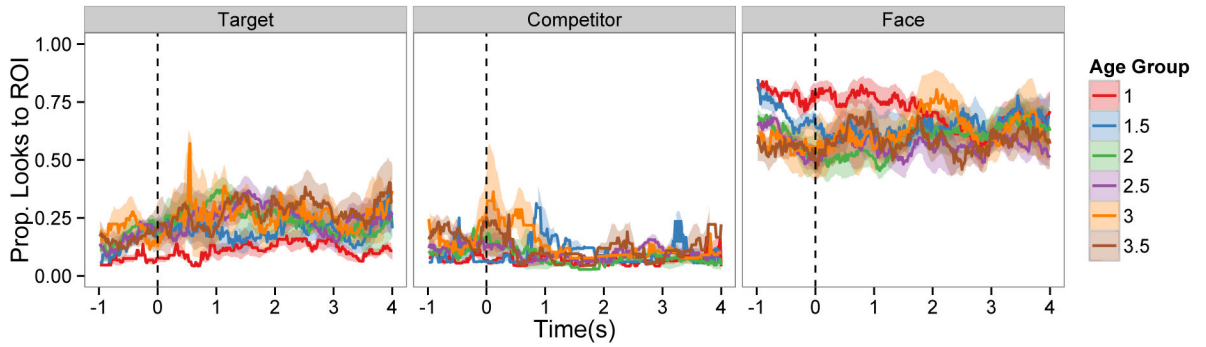 Target Competitor Face
Prop. Looks to ROI
1.00
0.75
0.50
0.25
0.00
-1 0 1 2 3 4 -1 0 1 2 3 4 -1 0 1 2 3 4
Time(s)
Age Group
1
1.5
2
2.5
3
3.5